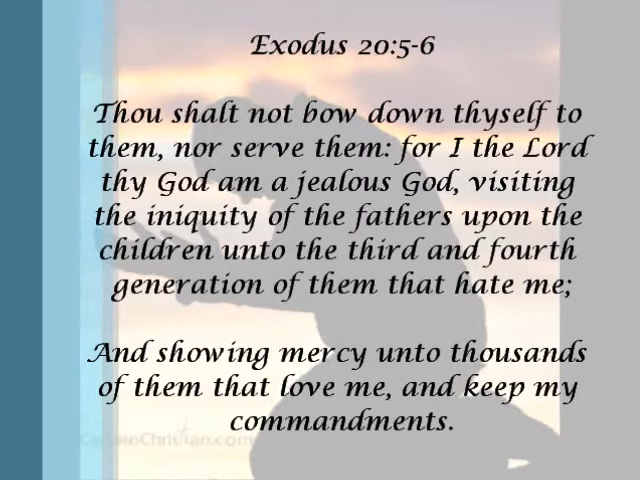 Exodus 20:5-6
Thou shalt not bow down thyself to
them, nor serve them: for I the Lord
thy God am a jealous God, visiting
the iniquity of the fathers upon the
children unto the third and fourth
generation of them that hate me;
And showing mercy unto thousands
of them that love me, and keep my
commandments.
CertainChristian.com